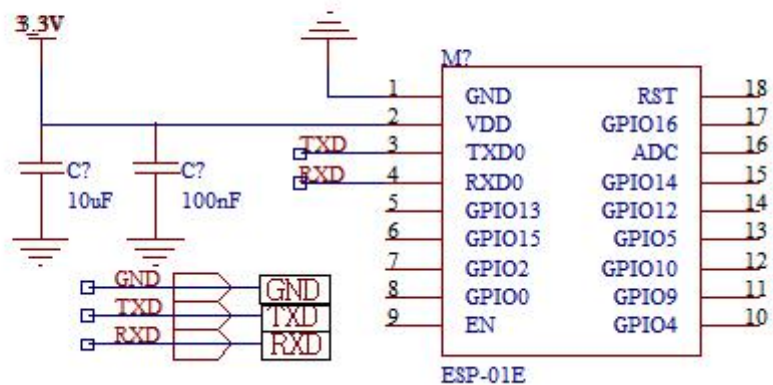 3.3V
M?
1 GND RST 18
2 VDD GPIO16 17
TXD 3 TXD0 ADC 16
RXD 4 RXD0 GPIO14 15
5 GPIO13 GPIO12 14
6 GPIO15 GPIO5 13
7 GPIO2 GPIO10 12
8 GPIO0 GPIO9 11
9 EN GPIO4 10
ESP-01E
C? C?
10uF 100nF
GND GND
TXD TXD
RXD RXD